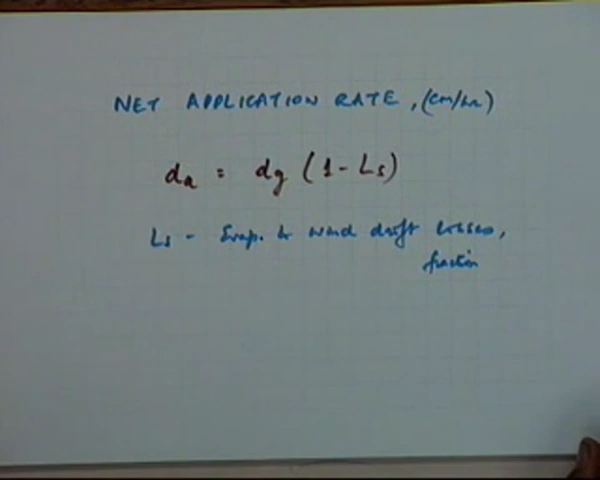 NET APPLICATION RATE, (cm/hr)
da = dg (1 - Ls)
Ls - Evap. & wind drift losses,
fraction